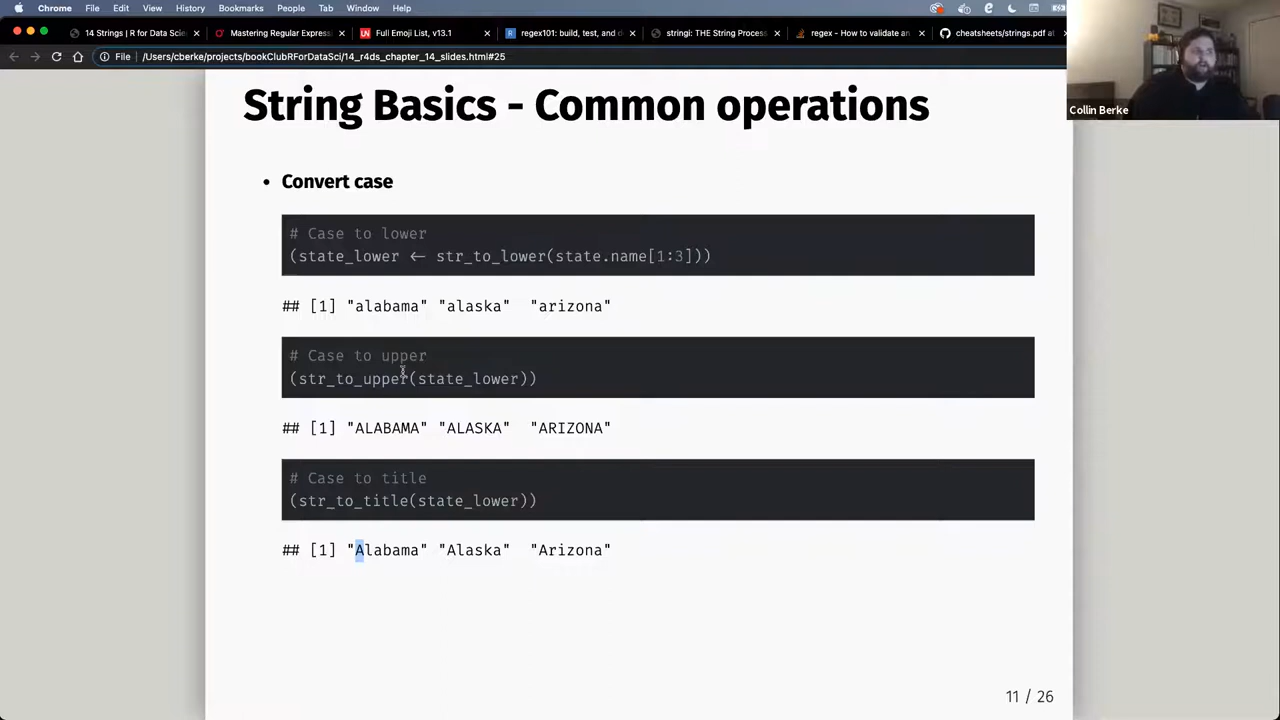 Chrome File Edit View History Bookmarks People Tab Window Help
14 Strings | R for Data Scien
Mastering Regular Expressi
Full Emoji List, v13.1
regex101: build, test, and d
stringi: THE String Process
regex - How to validate an
cheatsheets/strings.pdf at
File /Users/cberke/projects/bookClubRForDataSci/14_r4ds_chapter_14_slides.html#25
Collin Berke
String Basics - Common operations
• Convert case
# Case to lower
(state_lower ← str_to_lower(state.name[1:3]))
## [1] "alabama" "alaska" "arizona"
# Case to upper
(str_to_upper(state_lower))
## [1] "ALABAMA" "ALASKA" "ARIZONA"
# Case to title
(str_to_title(state_lower))
## [1] "Alabama" "Alaska" "Arizona"
11 / 26